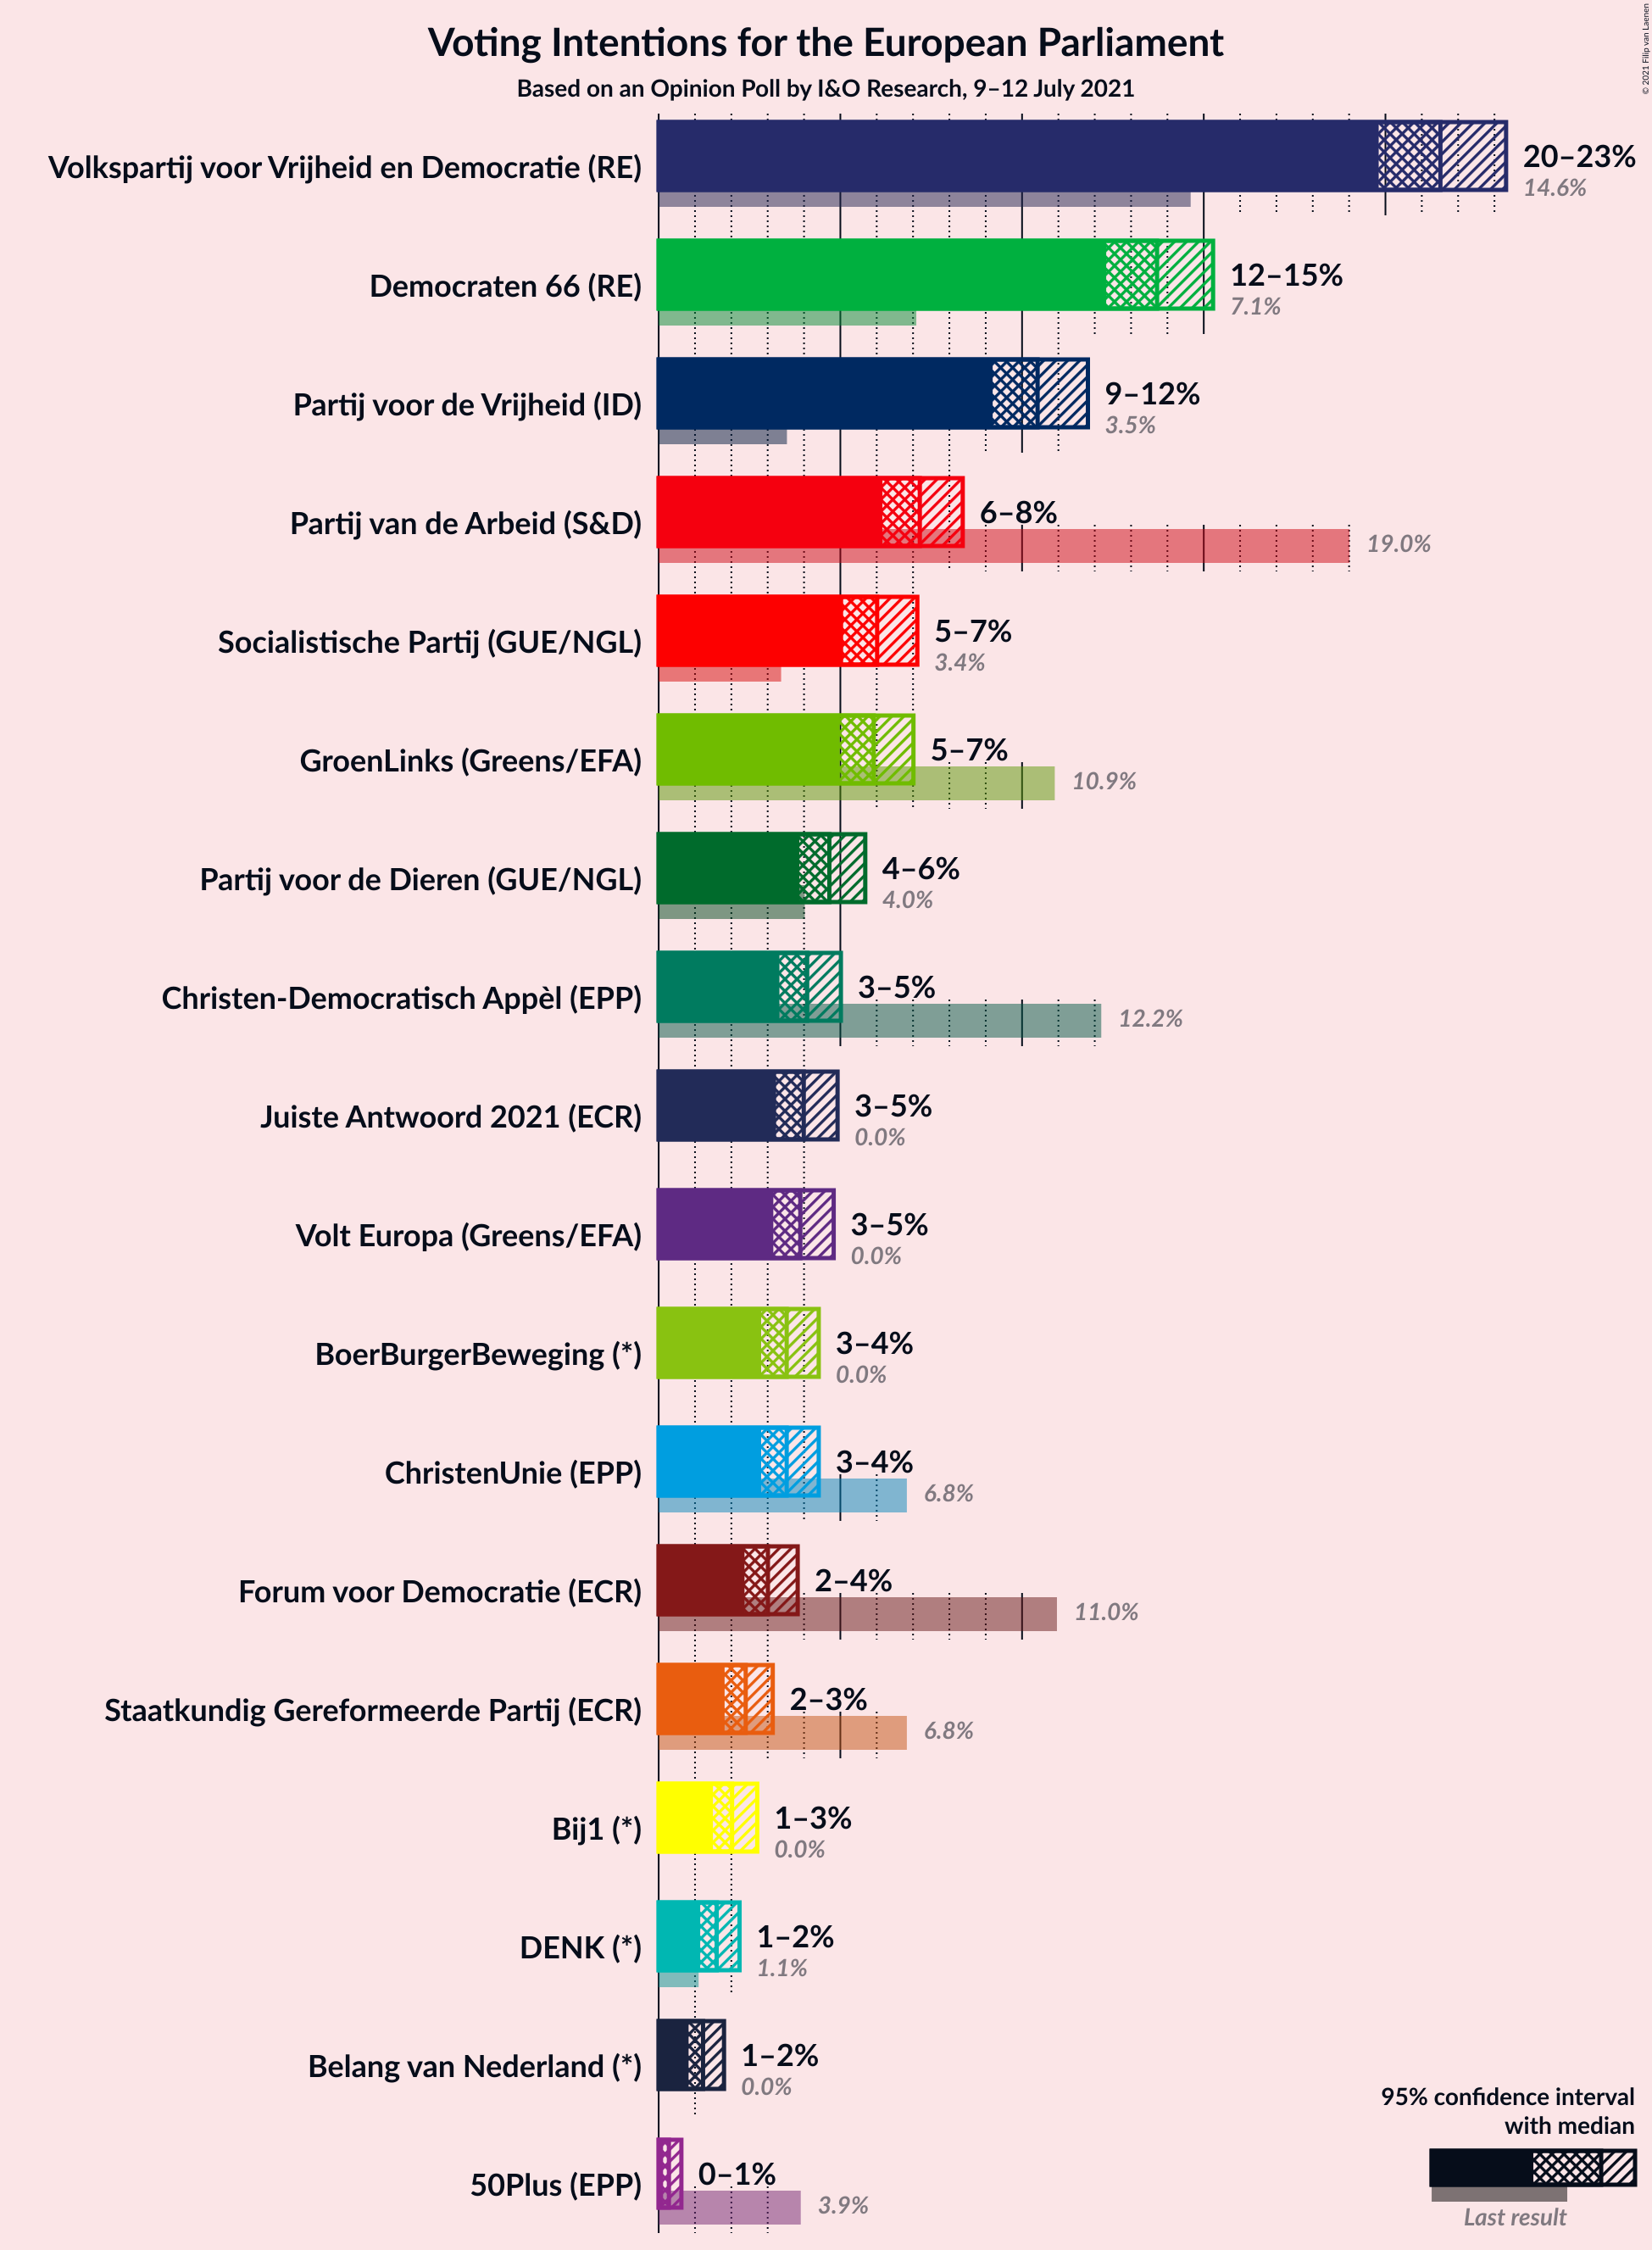 Voting Intentions for the European Parliament
Based on an Opinion Poll by I&O Research, 9–12 July 2021
© 2021 Filip van Laenen
Volkspartij voor Vrijheid en Democratie (RE)
20–23%
14.6%
Democraten 66 (RE)
12–15%
7.1%
Partij voor de Vrijheid (ID)
9–12%
3.5%
Partij van de Arbeid (S&D)
6–8%
19.0%
Socialistische Partij (GUE/NGL)
5–7%
3.4%
GroenLinks (Greens/EFA)
5–7%
10.9%
Partij voor de Dieren (GUE/NGL)
4–6%
4.0%
Christen-Democratisch Appèl (EPP)
3–5%
12.2%
Juiste Antwoord 2021 (ECR)
3–5%
0.0%
Volt Europa (Greens/EFA)
3–5%
0.0%
BoerBurgerBeweging (*)
3–4%
0.0%
ChristenUnie (EPP)
3–4%
6.8%
Forum voor Democratie (ECR)
2–4%
11.0%
Staatkundig Gereformeerde Partij (ECR)
2–3%
6.8%
Bij1 (*)
1–3%
0.0%
DENK (*)
1–2%
1.1%
Belang van Nederland (*)
1–2%
0.0%
50Plus (EPP)
0–1%
3.9%
95% confidence interval
with median
Last result